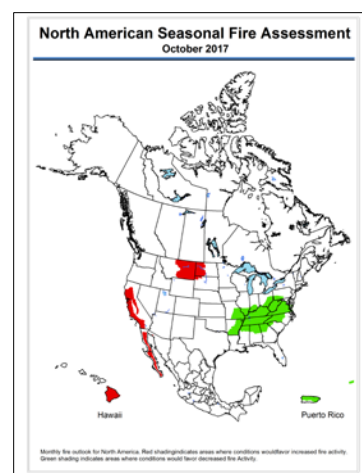 North American Seasonal Fire Assessment
October 2017
Hawaii
Puerto Rico
Monthly fire outlook for North America. Red shadingindicates areas where conditions wouldflavor increased fire activity.
Green shading indicates areas where conditions would favor decreased fire Activity.